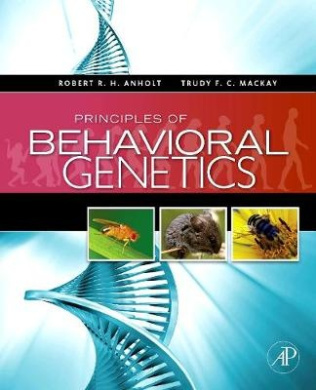 ROBERT R. H. ANHOLT TRUDY F. C. MACKAY
PRINCIPLES OF
BEHAVIORAL
GENETICS
AP